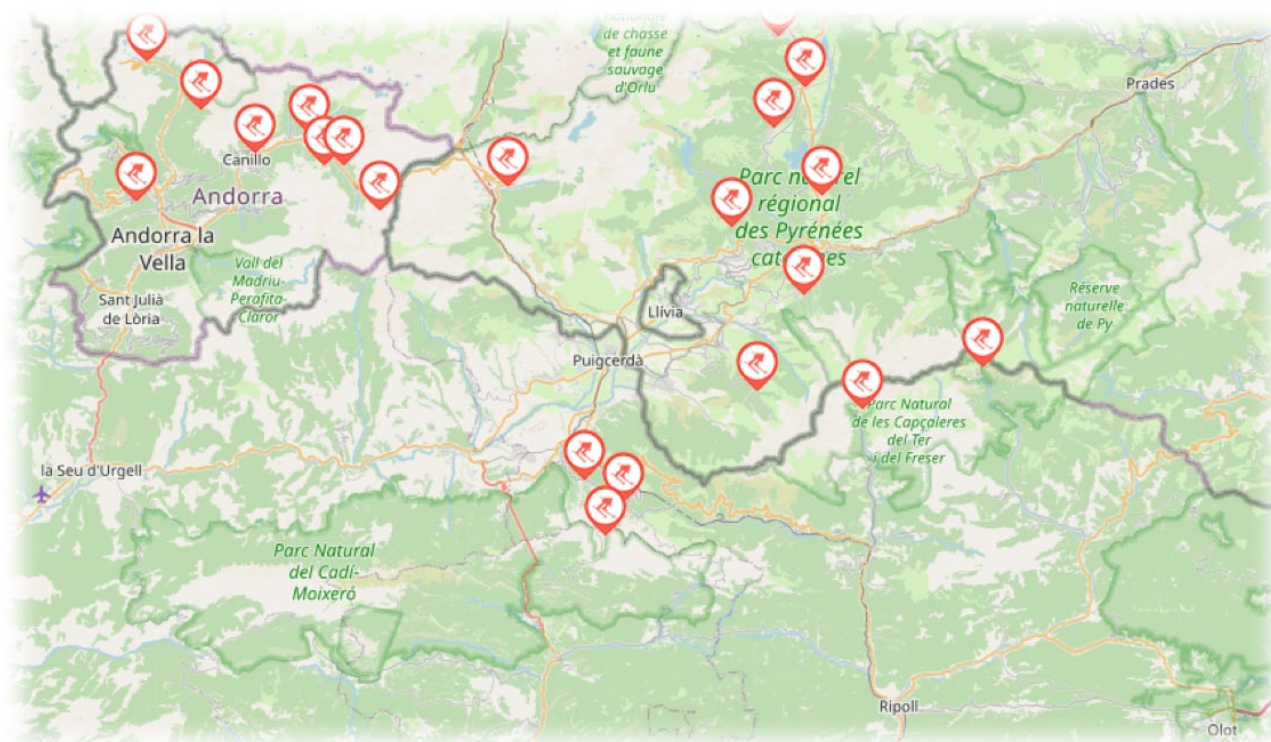 nationale
de chasse
et faune
sauvage
d'Orlu
Prades
Canillo
Andorra
Parc naturel
régional
des Pyrénées
catalanes
Andorra la
Vella
Vall del
Madriu-
Perafita-
Claror
Sant Julià
de Lòria
Llívia
Réserve
naturelle
de Py
Puigcerdà
Parc Natural
de les Capçaleres
del Ter
i del Freser
la Seu d'Urgell
Parc Natural
del Cadí-
Moixeró
Ripoll
Olot